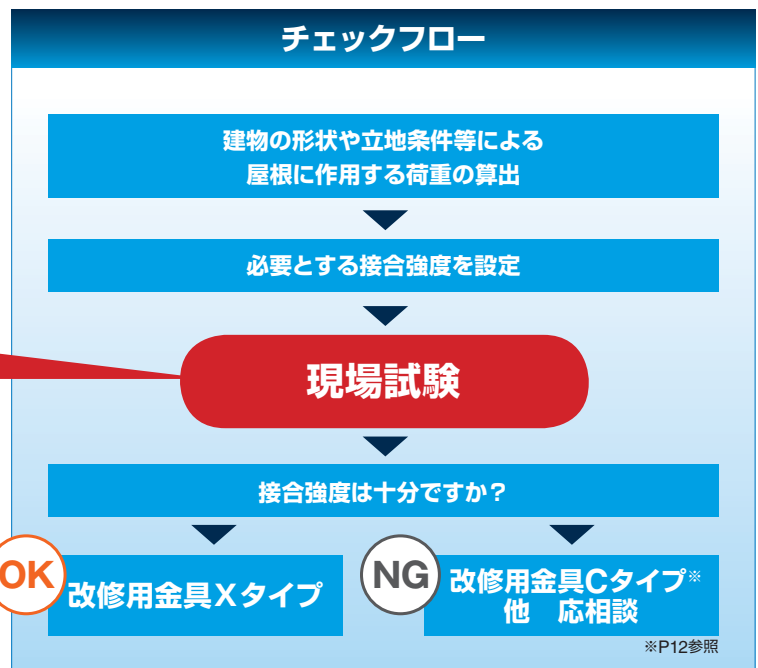 チェックフロー
建物の形状や立地条件等による
屋根に作用する荷重の算出
必要とする接合強度を設定
現場試験
接合強度は十分ですか？
OK
改修用金具Xタイプ
NG
改修用金具Cタイプ※
他　応相談
※P12参照